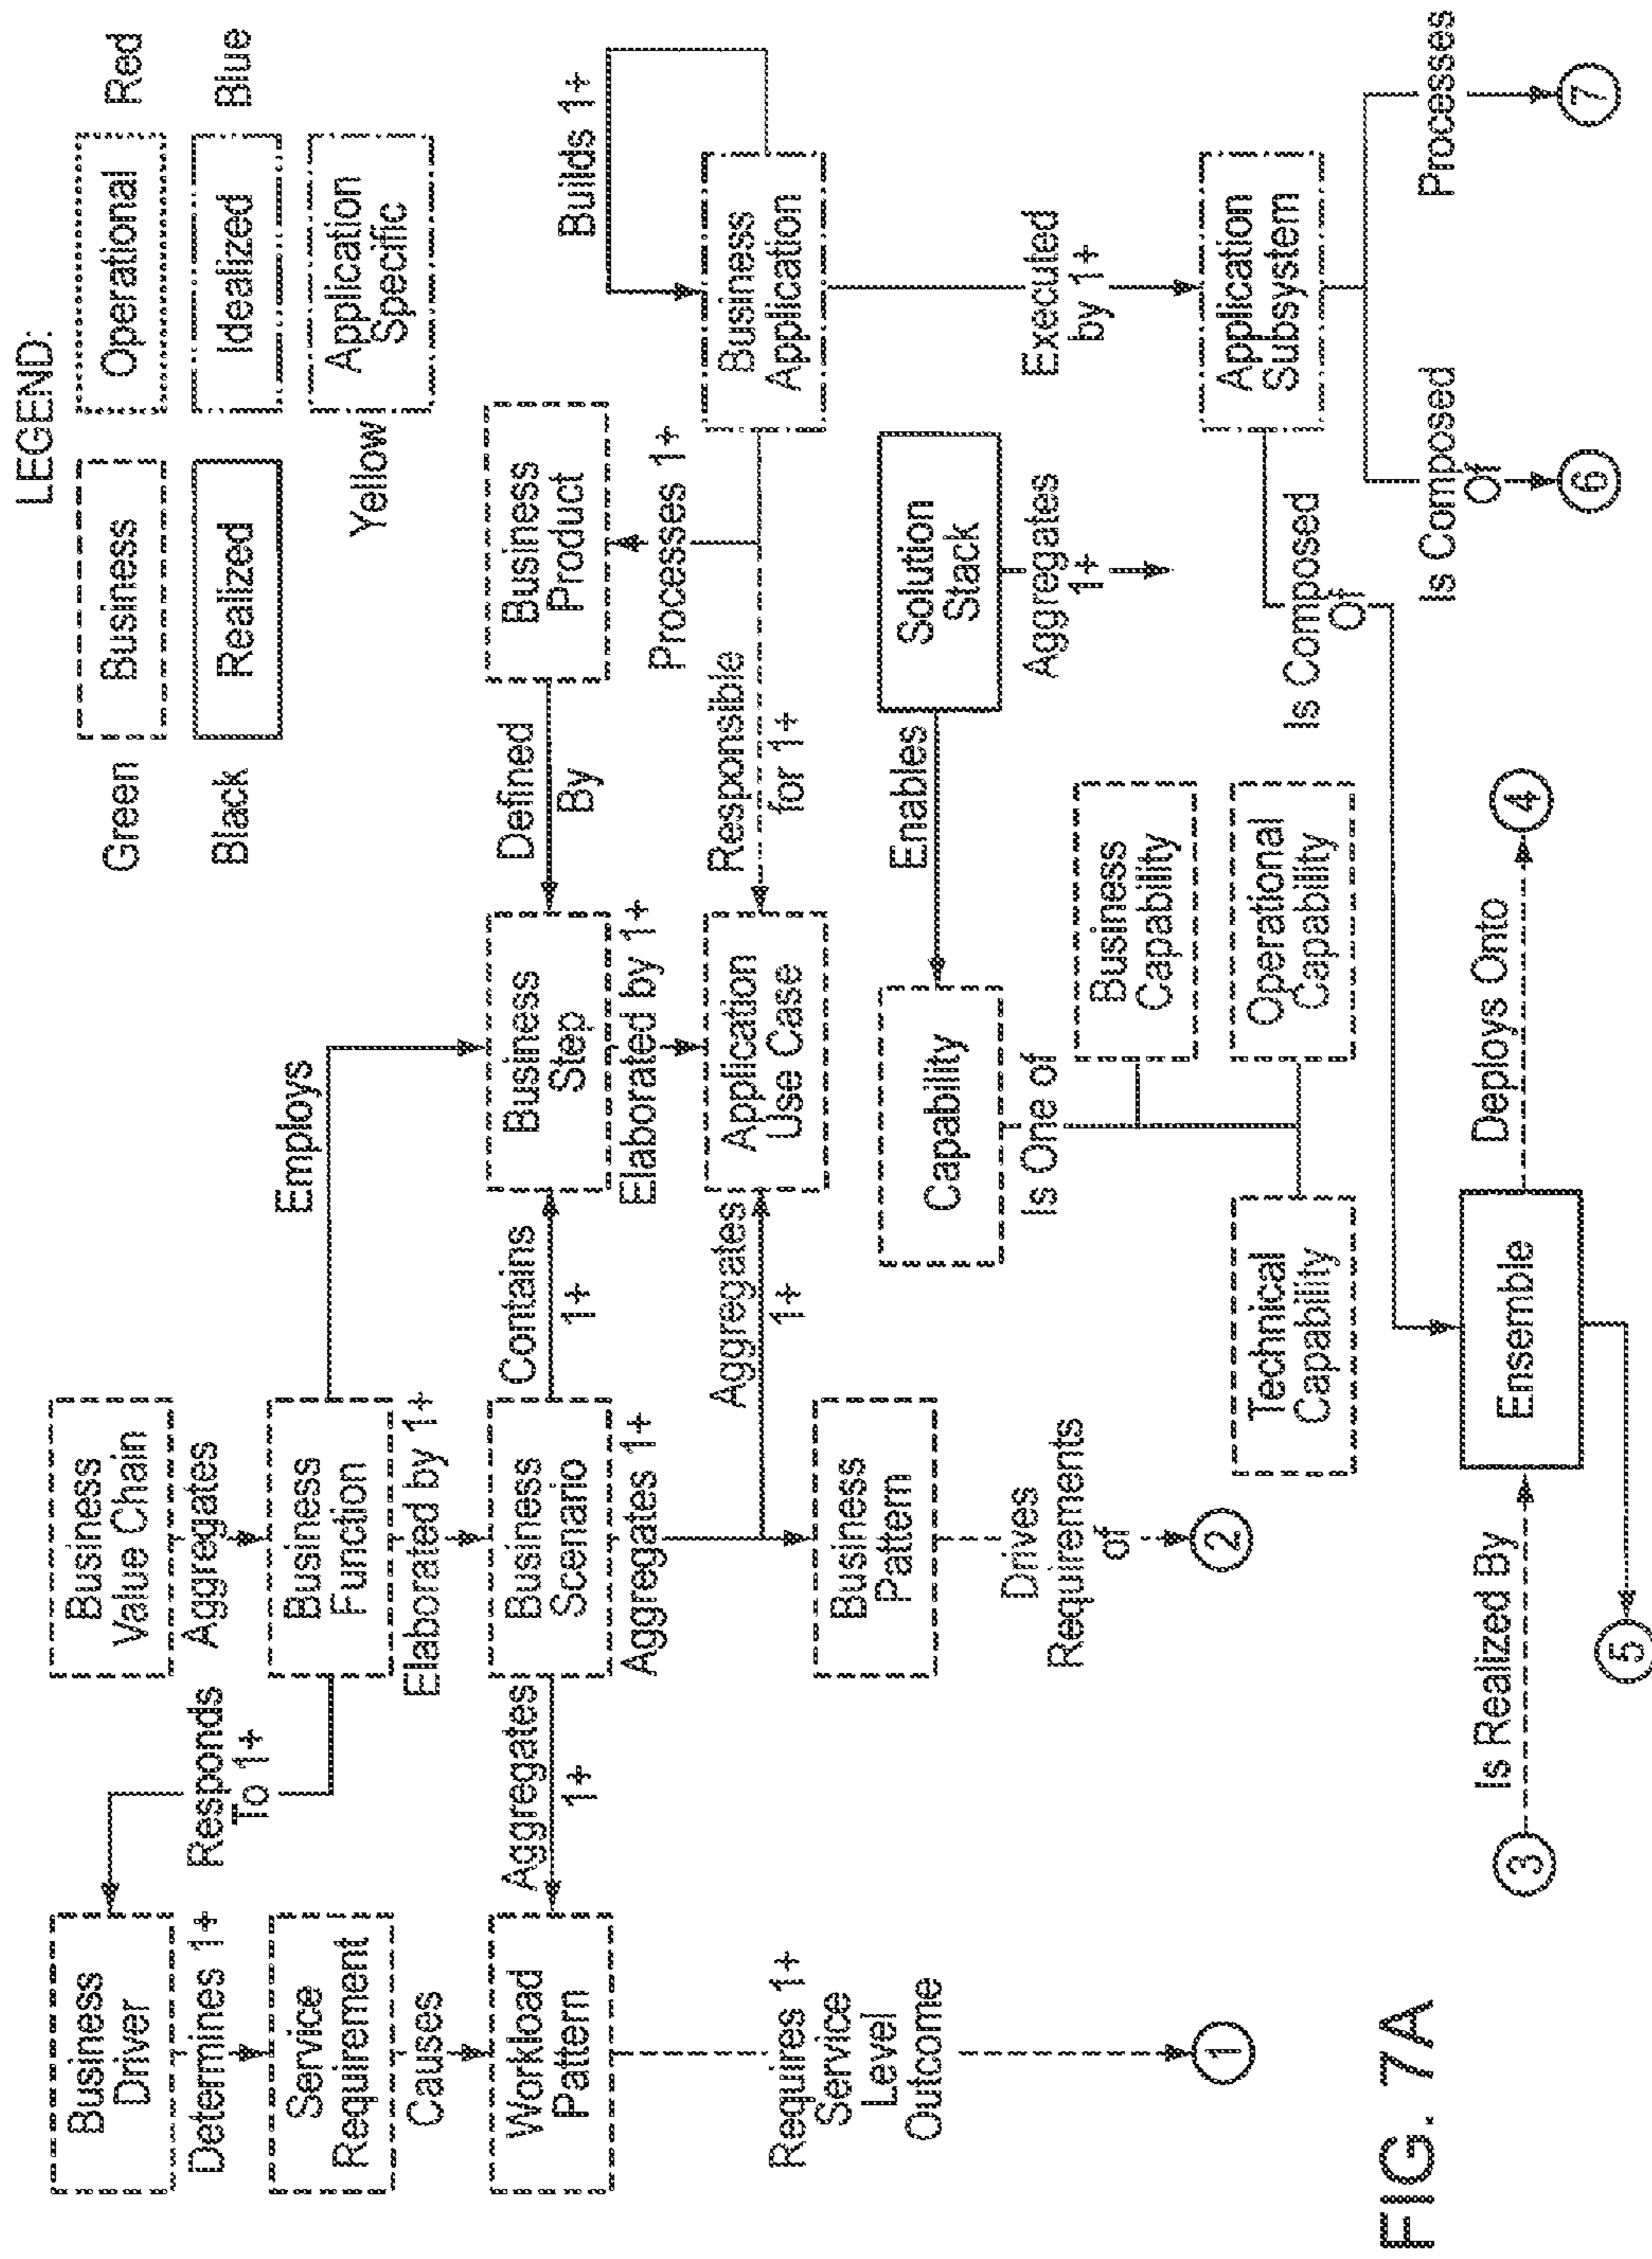 LEGEND:
Green
Business
Operational
Red
Black
Realized
Idealized
Blue
Yellow
Application
Specific
Business
Driver
Responds
To 1+
Business
Value Chain
Determines 1+
Aggregates
Service
Requirement
Business
Function
Employs
Causes
Elaborated by 1+
Workload
Pattern
Aggregates
1+
Business
Scenario
Contains
1+
Business
Step
Defined
By
Business
Product
Builds 1+
Aggregates 1+
Elaborated by 1+
Processes 1+
Aggregates
1+
Application
Use Case
Responsible
for 1+
Business
Application
Requires 1+
Service
Level
Outcome
Business
Pattern
Capability
Enables
Solution
Stack
Drives
Requirements
of
Is One of
Aggregates
1+
Executed
by 1+
Business
Capability
1
2
Technical
Capability
Operational
Capability
Is Composed
Of
Application
Subsystem
Is Composed
Of
Processes
3
Is Realized By
Ensemble
Deploys Onto
4
6
7
5
FIG. 7A